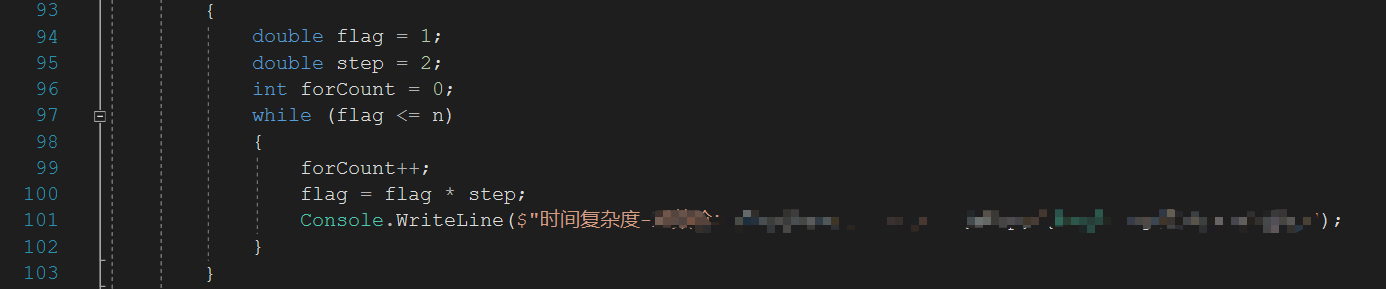 93 {
94 double flag = 1;
95 double step = 2;
96 int forCount = 0;
97 while (flag <= n)
98 {
99 forCount++;
100 flag = flag * step;
101 Console.WriteLine($"时间复杂度- ");
102 }
103 }